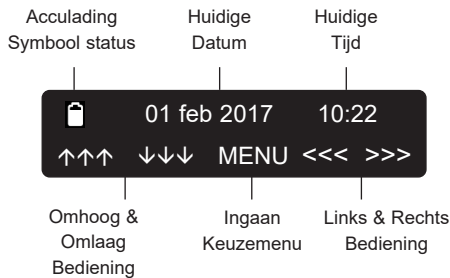 Acculading
Symbool status
Huidige
Datum
Huidige
Tijd
01 feb 2017 10:22
↑↑↑ ↓↓↓ MENU <<< >>>
Omhoog &
Omlaag
Bediening
Ingaan
Keuzemenu
Links & Rechts
Bediening